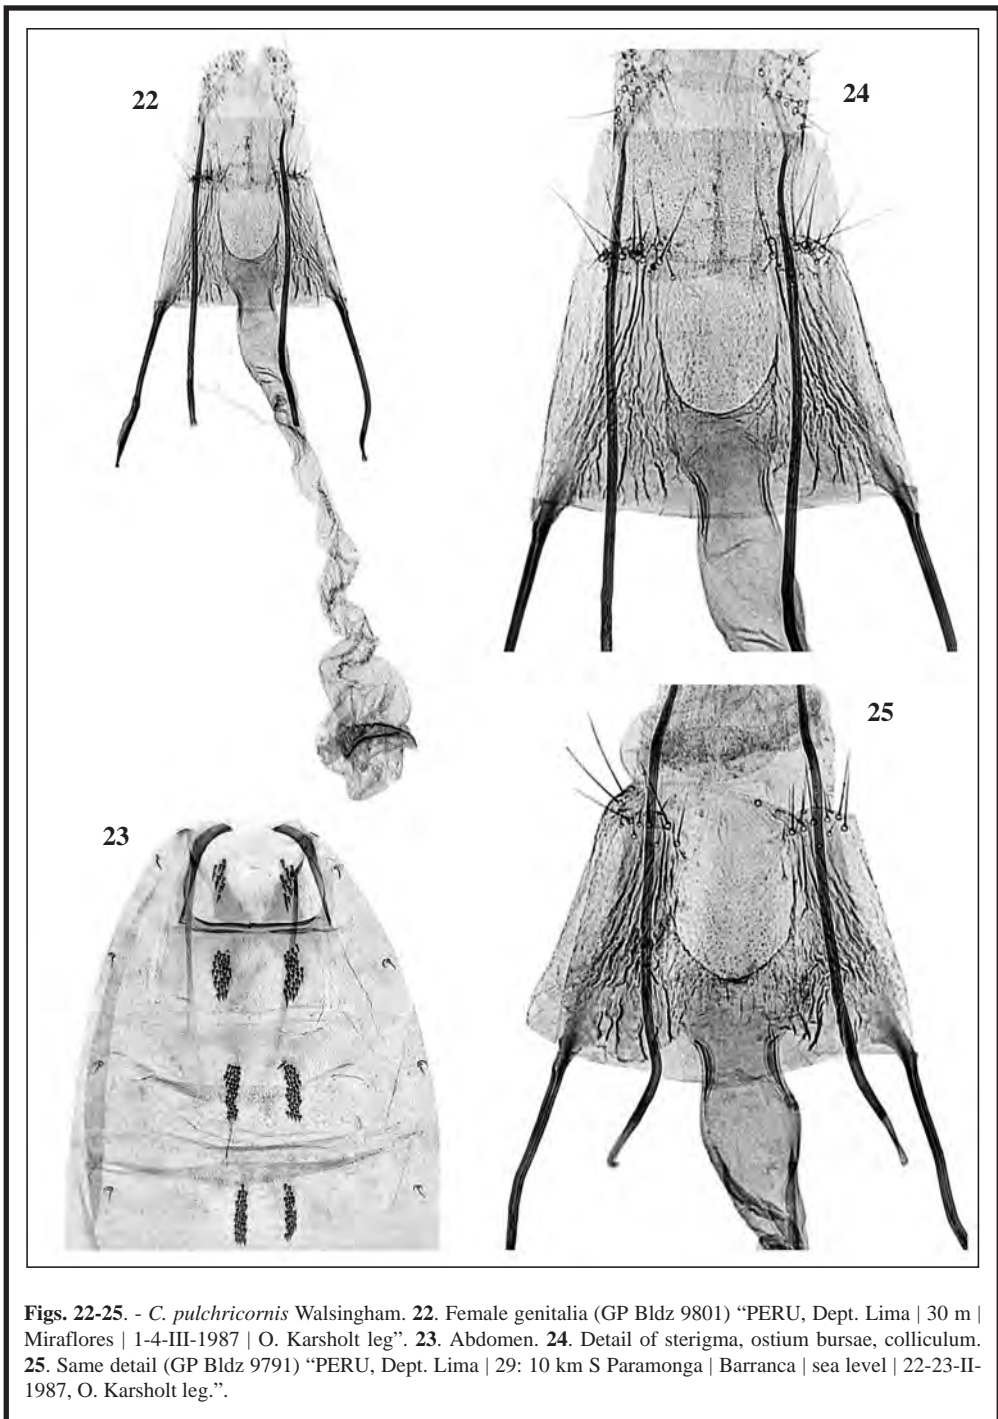 22
24
25
23
Figs. 22-25. - C. pulchricornis Walsingham. 22. Female genitalia (GP Bldz 9801) “PERU, Dept. Lima | 30 m |
Miraflores | 1-4-III-1987 | O. Karsholt leg”. 23. Abdomen. 24. Detail of sterigma, ostium bursae, colliculum.
25. Same detail (GP Bldz 9791) “PERU, Dept. Lima | 29: 10 km S Paramonga | Barranca | sea level | 22-23-II-
1987, O. Karsholt leg.”.